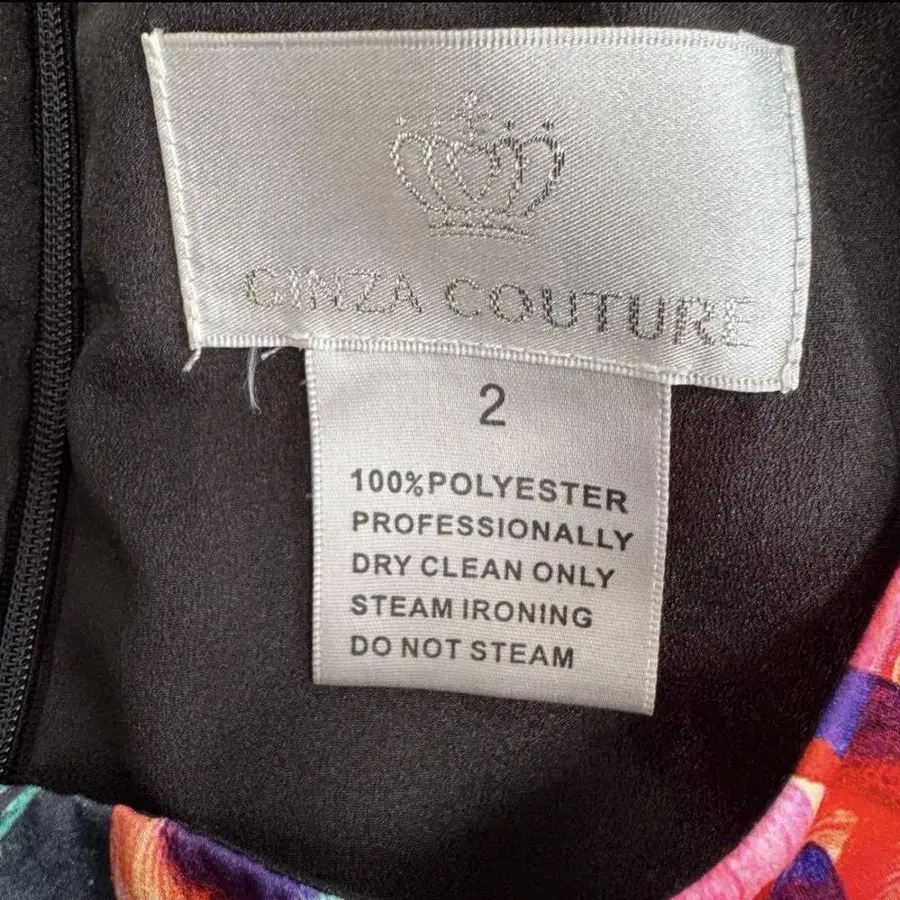 GINZA COUTURE
2
100%POLYESTER
PROFESSIONALLY
DRY CLEAN ONLY
STEAM IRONING
DO NOT STEAM